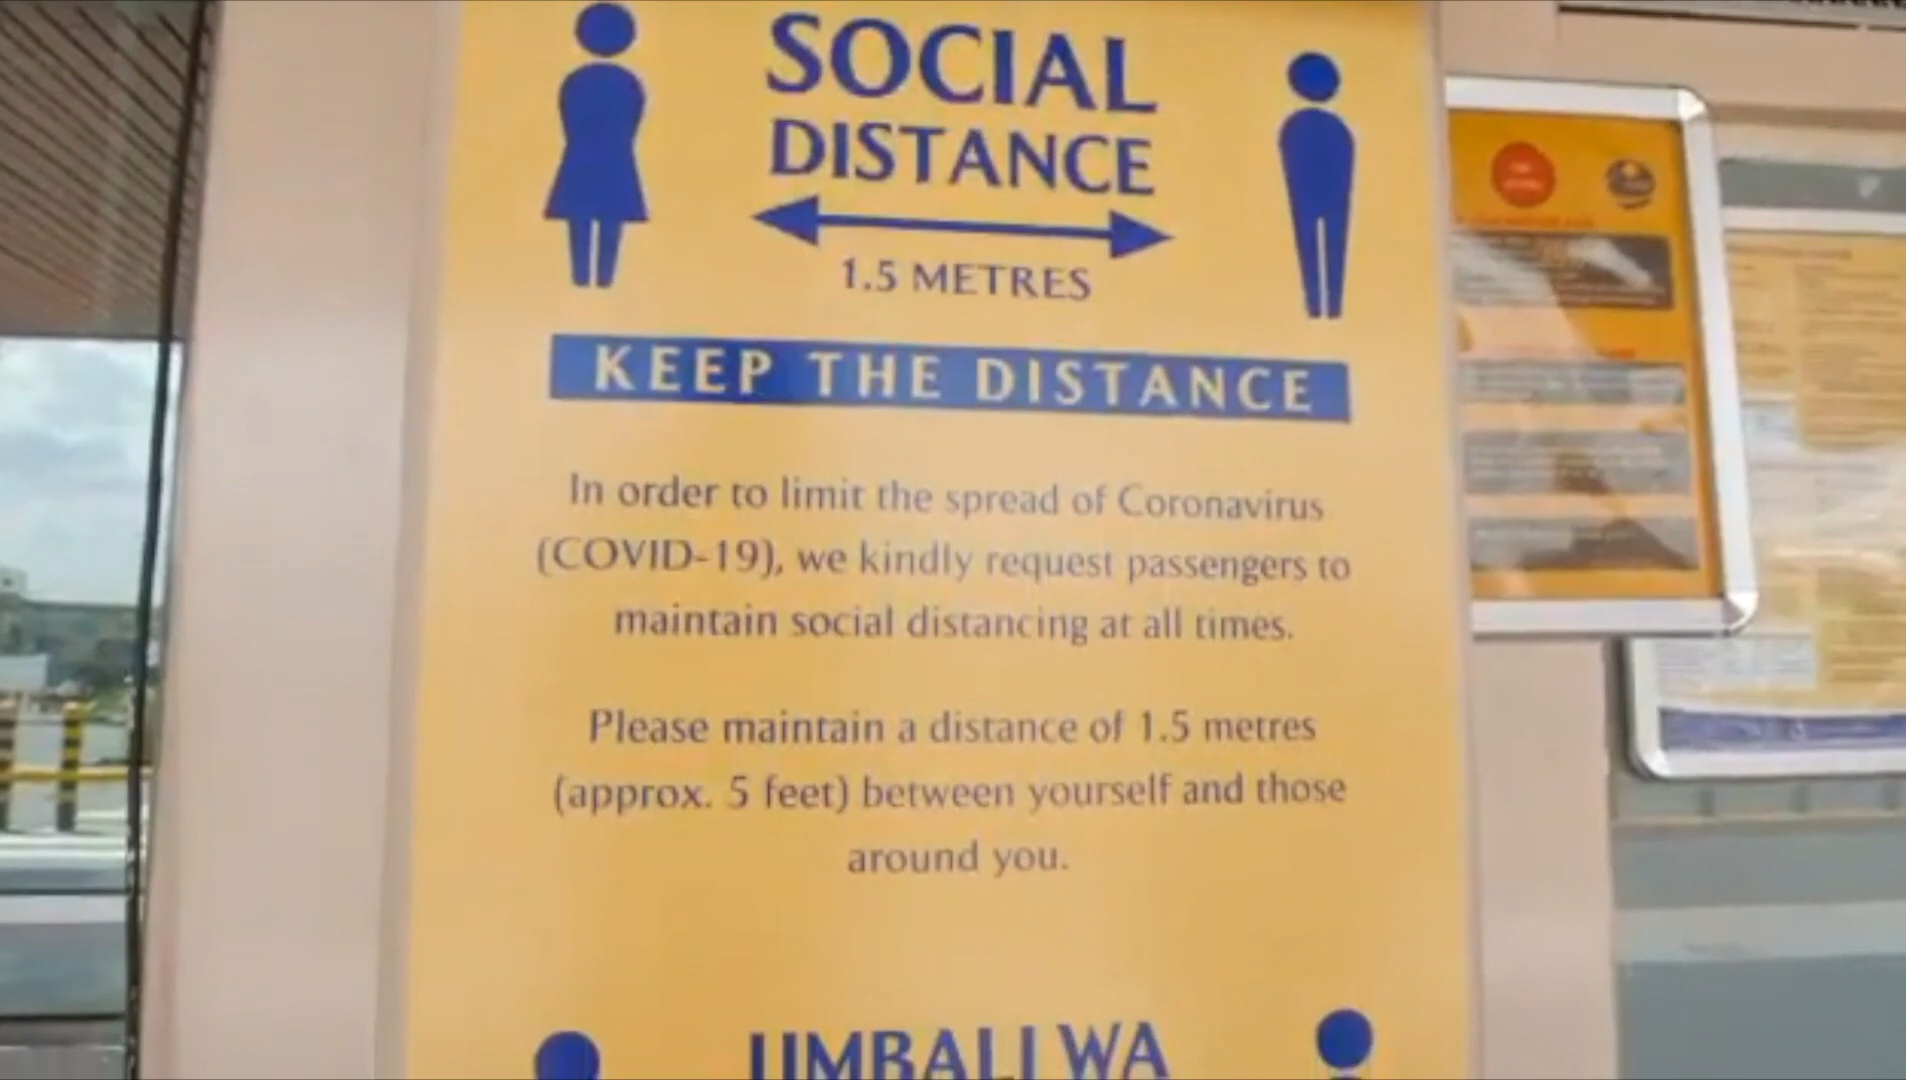 SOCIAL
DISTANCE
1.5 METRES
KEEP THE DISTANCE
In order to limit the spread of Coronavirus
(COVID-19), we kindly request passengers to
maintain social distancing at all times.
Please maintain a distance of 1.5 metres
(approx. 5 feet) between yourself and those
around you.
UMBALI WA